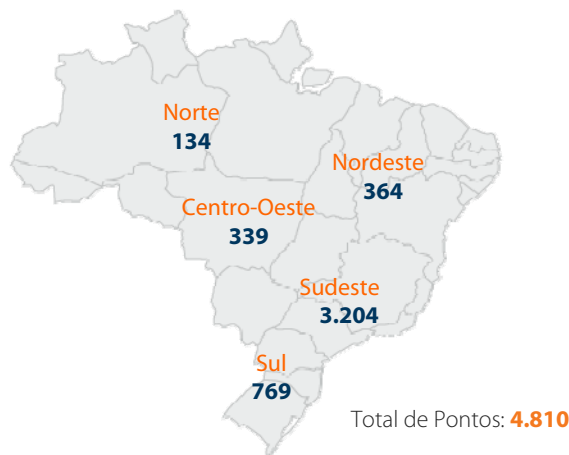 Norte
134
Nordeste
364
Centro-Oeste
339
Sudeste
3.204
Sul
769
Total de Pontos: 4.810